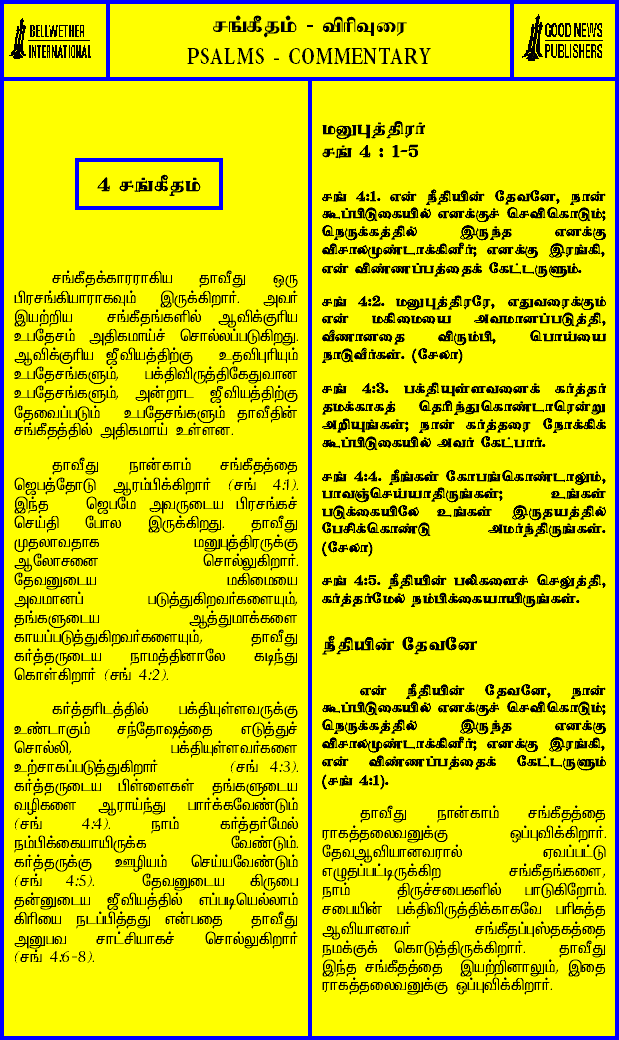 BELLWETHER
INTERNATIONAL
சங்கீதம் - விரிவுரை
PSALMS - COMMENTARY
GOOD NEWS
PUBLISHERS
4 சங்கீதம்
சங்கீதக்காரராகிய தாவீது ஒரு
பிரசங்கியாராகவும் இருக்கிறார். அவர்
இயற்றிய சங்கீதங்களில் ஆவிக்குரிய
உபதேசம் அதிகமாய்ச் சொல்லப்படுகிறது.
ஆவிக்குரிய ஜீவியத்திற்கு உதவிபுரியும்
உபதேசங்களும், பக்திவிருத்திகேதுவான
உபதேசங்களும், அன்றாட ஜீவியத்திற்கு
தேவைப்படும் உபதேசங்களும் தாவீதின்
சங்கீதத்தில் அதிகமாய் உள்ளன.
தாவீது நான்காம் சங்கீதத்தை
ஜெபத்தோடு ஆரம்பிக்கிறார் (சங் 4:1).
இந்த ஜெபமே அவருடைய பிரசங்கச்
செய்தி போல இருக்கிறது. தாவீது
முதலாவதாக மனுபுத்திரருக்கு
ஆலோசனை சொல்லுகிறார்.
தேவனுடைய மகிமையை
அவமானப் படுத்துகிறவர்களையும்,
தங்களுடைய ஆத்துமாக்களை
காயப்படுத்துகிறவர்களையும், தாவீது
கர்த்தருடைய நாமத்தினாலே கடிந்து
கொள்கிறார் (சங் 4:2).
கர்த்தரிடத்தில் பக்தியுள்ளவருக்கு
உண்டாகும் சந்தோஷத்தை எடுத்துச்
சொல்லி, பக்தியுள்ளவர்களை
உற்சாகப்படுத்துகிறார் (சங் 4:3).
கர்த்தருடைய பிள்ளைகள் தங்களுடைய
வழிகளை ஆராய்ந்து பார்க்கவேண்டும்
(சங் 4:4). நாம் கர்த்தர்மேல்
நம்பிக்கையாயிருக்க வேண்டும்.
கர்த்தருக்கு ஊழியம் செய்யவேண்டும்
(சங் 4:5). தேவனுடைய கிருபை
தன்னுடைய ஜீவியத்தில் எப்படியெல்லாம்
கிரியை நடப்பித்தது என்பதை தாவீது
அனுபவ சாட்சியாகச் சொல்லுகிறார்
(சங் 4:6-8).
மனுபுத்திரர்
சங் 4 : 1-5
சங் 4:1. என் நீதியின் தேவனே, நான்
கூப்பிடுகையில் எனக்குச் செவிகொடும்;
நெருக்கத்தில் இருந்த எனக்கு
விசாலமுண்டாக்கினீர்; எனக்கு இரங்கி,
என் விண்ணப்பத்தைக் கேட்டருளும்.
சங் 4:2. மனுபுத்திரரே, எதுவரைக்கும்
என் மகிமையை அவமானப்படுத்தி,
வீணானதை விரும்பி, பொய்யை
நாடுவீர்கள். (சேலா)
சங் 4:3. பக்தியுள்ளவனைக் கர்த்தர்
தமக்காகத் தெரிந்துகொண்டாரென்று
அறியுங்கள்; நான் கர்த்தரை நோக்கிக்
கூப்பிடுகையில் அவர் கேட்பார்.
சங் 4:4. நீங்கள் கோபங்கொண்டாலும்,
பாவஞ்செய்யாதிருங்கள்; உங்கள்
படுக்கையிலே உங்கள் இருதயத்தில்
பேசிக்கொண்டு அமர்ந்திருங்கள்.
(சேலா)
சங் 4:5. நீதியின் பலிகளைச் செலுத்தி,
கர்த்தர்மேல் நம்பிக்கையாயிருங்கள்.
நீதியின் தேவனே
என் நீதியின் தேவனே, நான்
கூப்பிடுகையில் எனக்குச் செவிகொடும்;
நெருக்கத்தில் இருந்த எனக்கு
விசாலமுண்டாக்கினீர்; எனக்கு இரங்கி,
என் விண்ணப்பத்தைக் கேட்டருளும்
(சங் 4:1).
தாவீது நான்காம் சங்கீதத்தை
ராகத்தலைவனுக்கு ஒப்புவிக்கிறார்.
தேவஆவியானவரால் ஏவப்பட்டு
எழுதப்பட்டிருக்கிற சங்கீதங்களை,
நாம் திருச்சபைகளில் பாடுகிறோம்.
சபையின் பக்திவிருத்திக்காகவே பரிசுத்த
ஆவியானவர் சங்கீதப்புஸ்தகத்தை
நமக்குக் கொடுத்திருக்கிறார். தாவீது
இந்த சங்கீதத்தை இயற்றினாலும், இதை
ராகத்தலைவனுக்கு ஒப்புவிக்கிறார்.